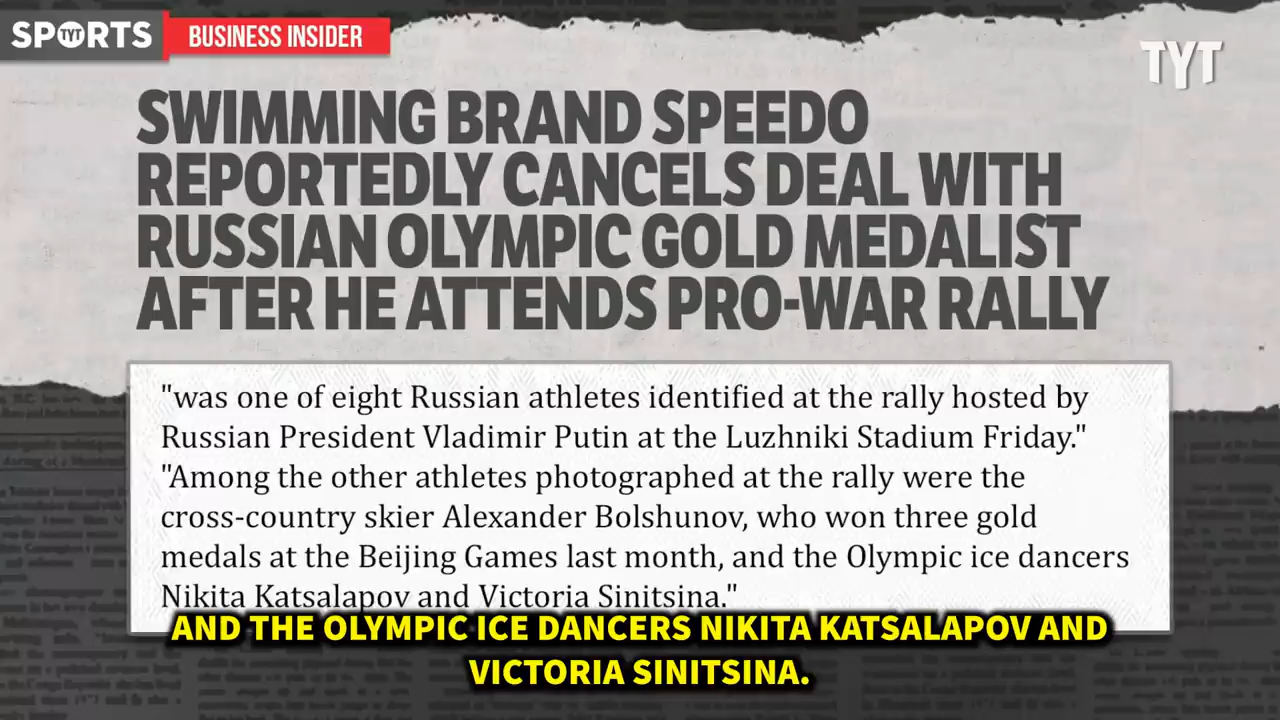 SPORTS
TYT
BUSINESS INSIDER
TYT
SWIMMING BRAND SPEEDO
REPORTEDLY CANCELS DEAL WITH
RUSSIAN OLYMPIC GOLD MEDALIST
AFTER HE ATTENDS PRO-WAR RALLY
"was one of eight Russian athletes identified at the rally hosted by
Russian President Vladimir Putin at the Luzhniki Stadium Friday."
"Among the other athletes photographed at the rally were the
cross-country skier Alexander Bolshunov, who won three gold
medals at the Beijing Games last month, and the Olympic ice dancers
Nikita Katsalapov and Victoria Sinitsina."
AND THE OLYMPIC ICE DANCERS NIKITA KATSALAPOV AND
VICTORIA SINITSINA.